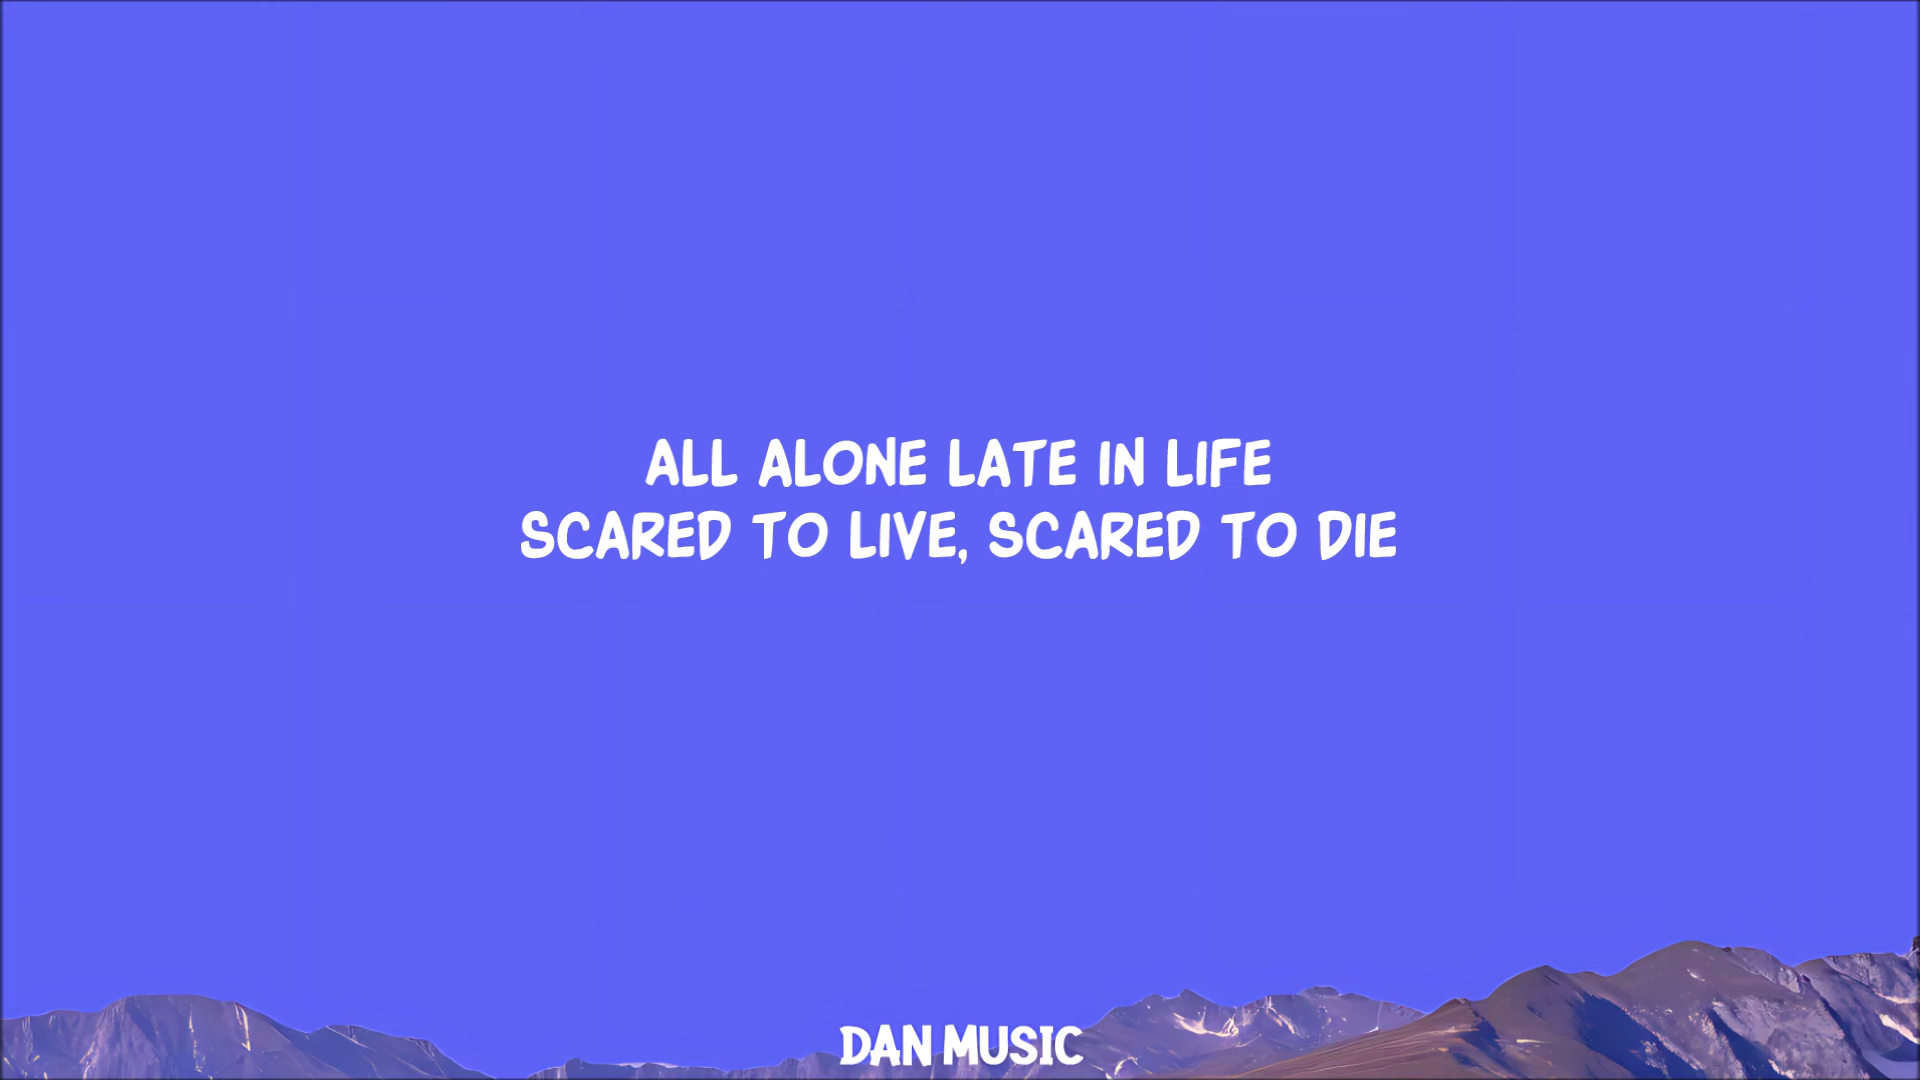 ALL ALONE LATE IN LIFE
SCARED TO LIVE, SCARED TO DIE
DAN MUSIC